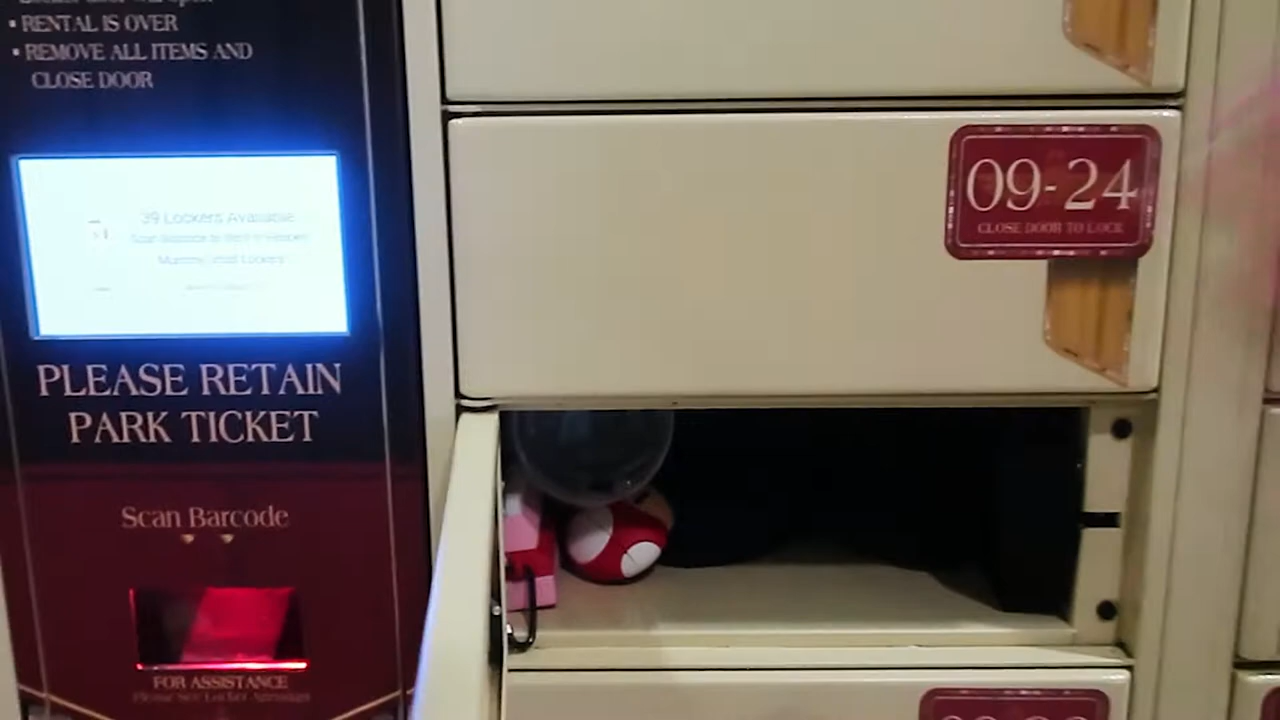 ▪ RENTAL IS OVER
▪ REMOVE ALL ITEMS AND
CLOSE DOOR
39 Lockers Available
PLEASE RETAIN
PARK TICKET
Scan Barcode
FOR ASSISTANCE
09-24
CLOSE DOOR TO LOCK